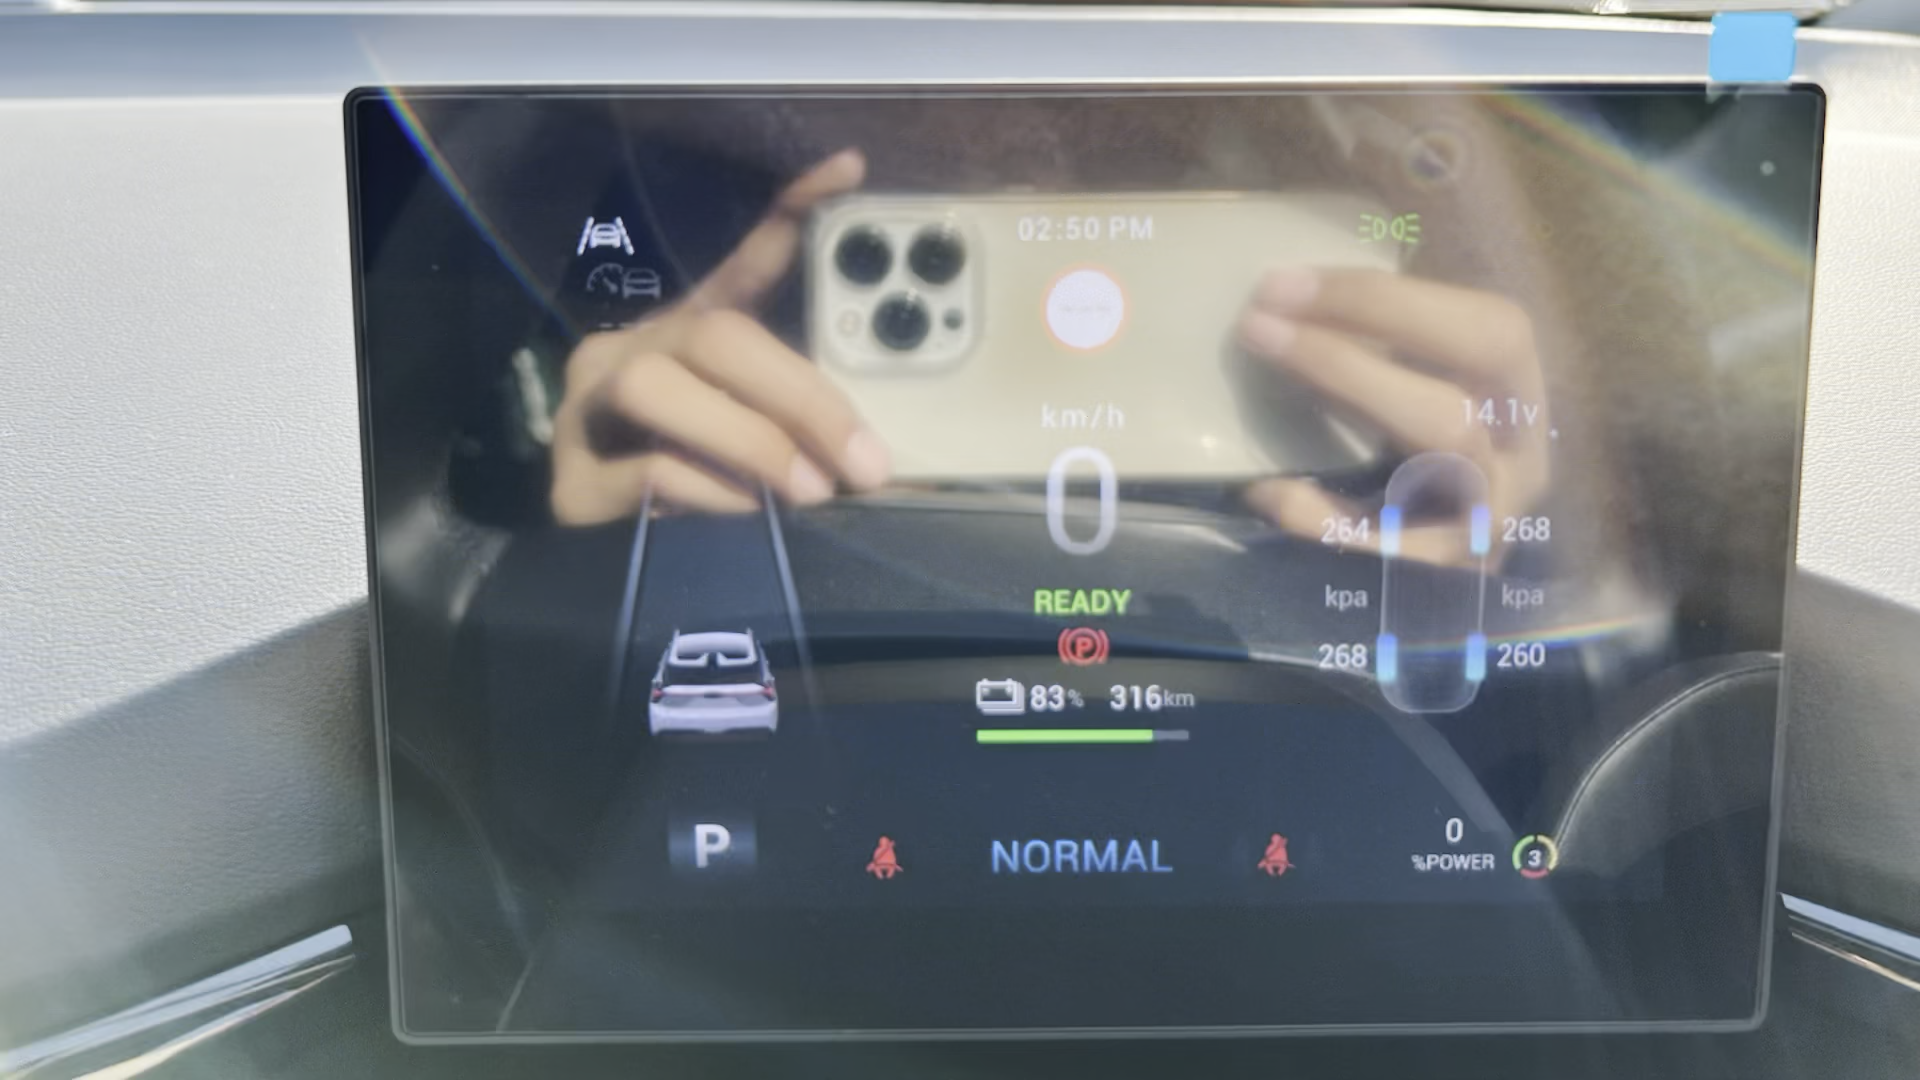 02:50 PM
km/h
14.1v
0
264
268
READY
kpa
kpa
P
268
260
83% 316km
P
NORMAL
0
%POWER
3